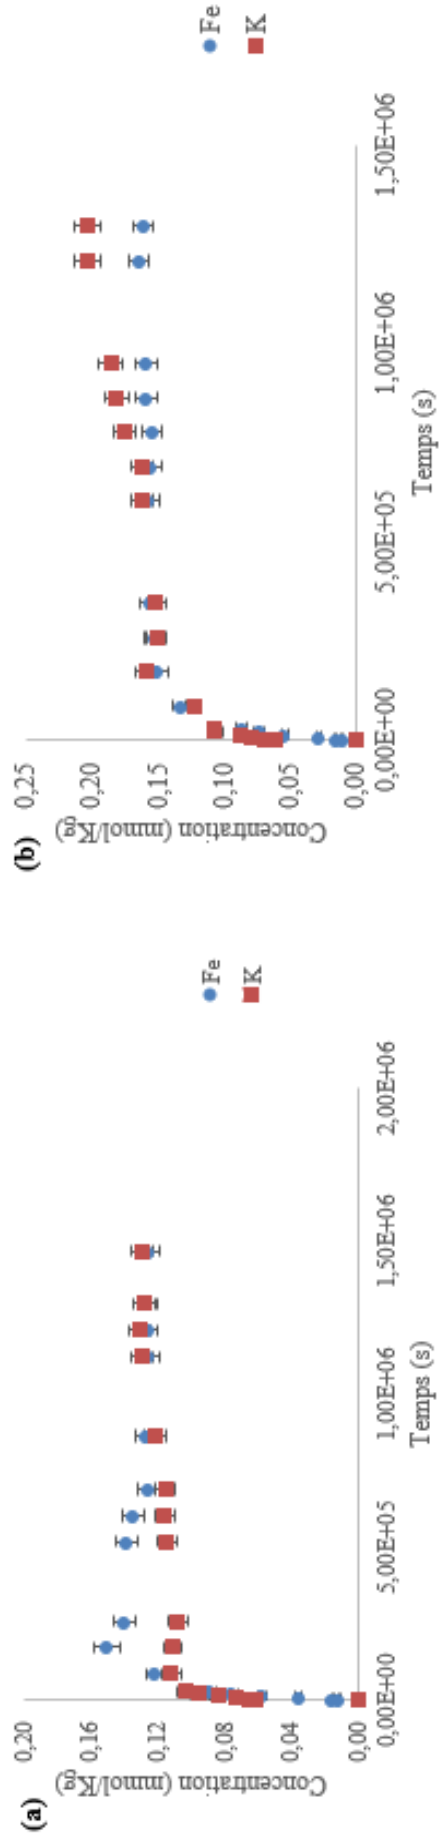 (a)
Concentration (mmol/Kg)
0,20
0,16
0,12
0,08
0,04
0,00
0,00E+00 5,00E+05 1,00E+06 1,50E+06 2,00E+06
Temps (s)
Fe
K
(b)
Concentration (mmol/Kg)
0,25
0,20
0,15
0,10
0,05
0,00
0,00E+00 5,00E+05 1,00E+06 1,50E+06
Temps (s)
Fe
K